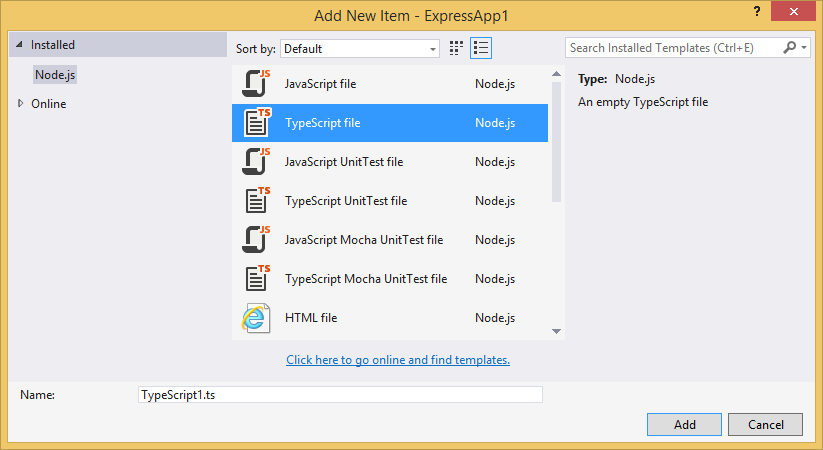 Add New Item - ExpressApp1
?
Installed
Node.js
Online
Sort by: Default
Search Installed Templates (Ctrl+E)
JS JavaScript file Node.js
TS TypeScript file Node.js
JS JavaScript UnitTest file Node.js
TS TypeScript UnitTest file Node.js
JS JavaScript Mocha UnitTest file Node.js
TS TypeScript Mocha UnitTest file Node.js
HTML file Node.js
Type: Node.js
An empty TypeScript file
Click here to go online and find templates.
Name: TypeScript1.ts
Add Cancel